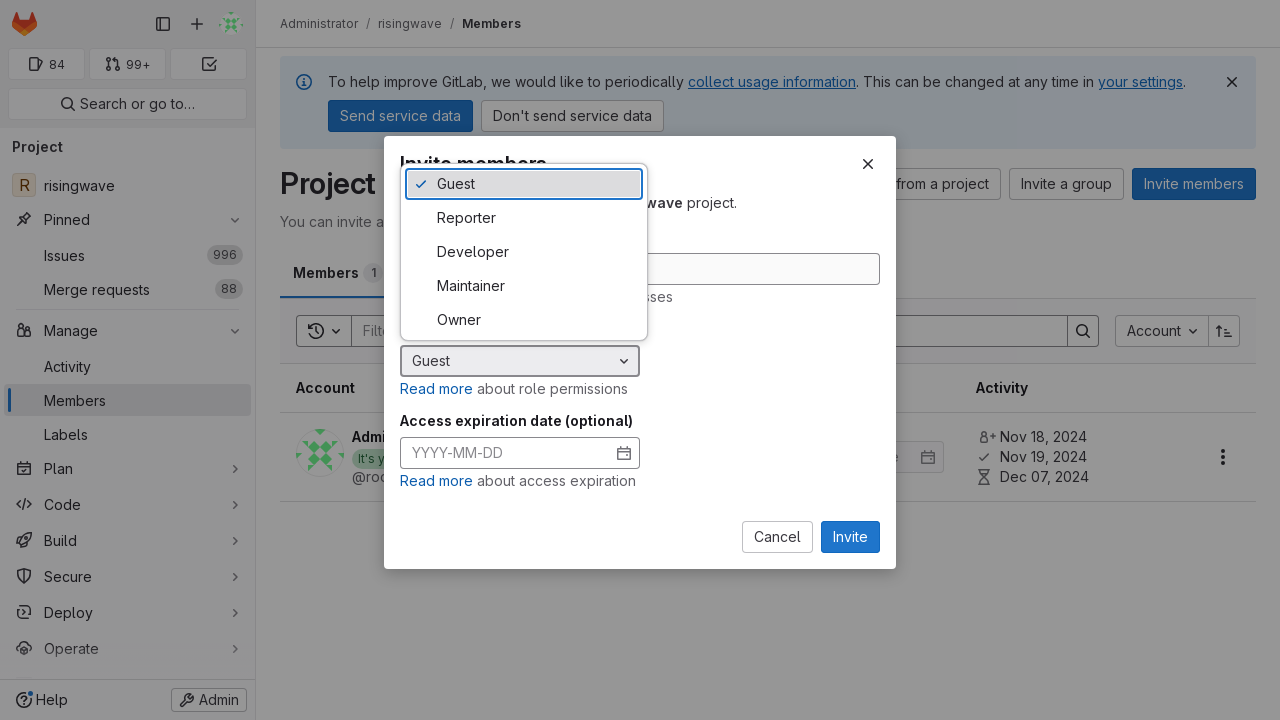 Administrator / risingwave / Members
84
99+
Search or go to…
To help improve GitLab, we would like to periodically collect usage information. This can be changed at any time in your settings.
Send service data
Don't send service data
Project
R risingwave
Pinned
Issues 996
Merge requests 88
Manage
Activity
Members
Labels
Plan
Code
Build
Secure
Deploy
Operate
Help
Admin
Project
from a project
Invite a group
Invite members
You can invite a
Members 1
Filte
Account
Account
Activity
Admi
It's y
@roo
Nov 18, 2024
Nov 19, 2024
Dec 07, 2024
Invite members
wave project.
sses
Guest
Reporter
Developer
Maintainer
Owner
Guest
Read more about role permissions
Access expiration date (optional)
YYYY-MM-DD
Read more about access expiration
Cancel
Invite